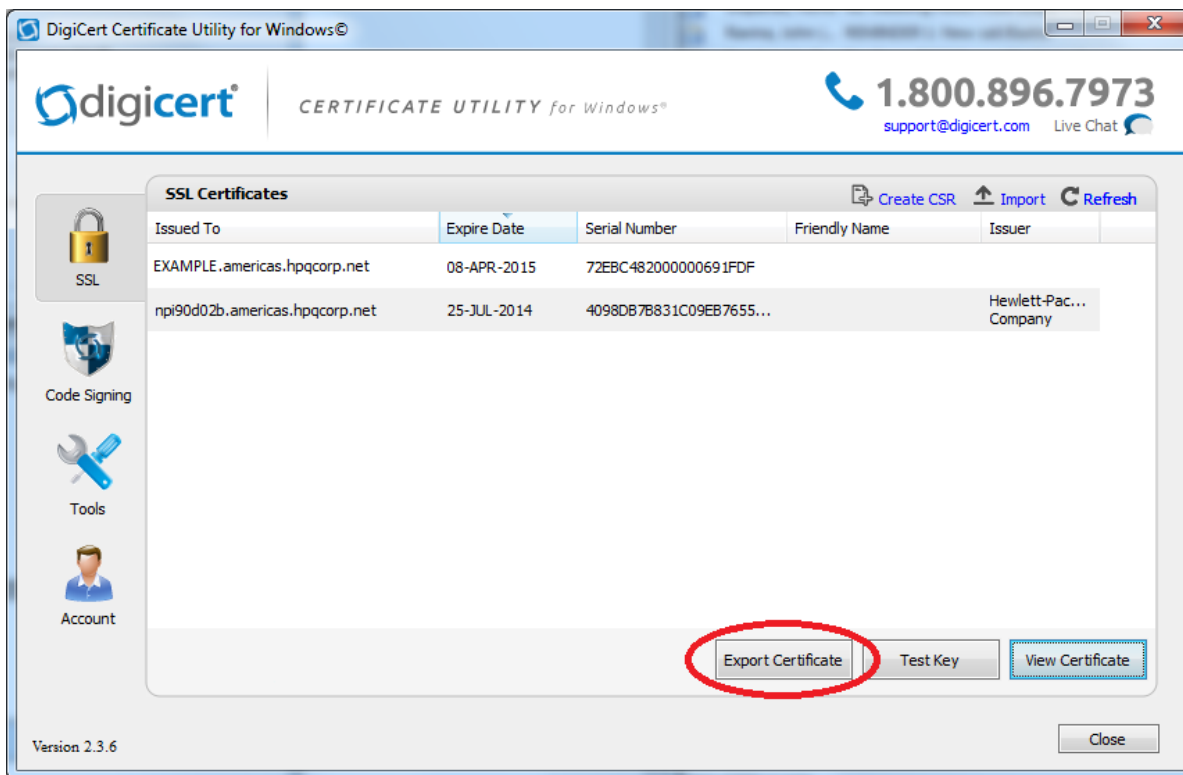 DigiCert Certificate Utility for Windows©
digicert®
CERTIFICATE UTILITY for Windows®
1.800.896.7973
support@digicert.com Live Chat
SSL Certificates
Create CSR Import Refresh
Issued To Expire Date Serial Number Friendly Name Issuer
EXAMPLE.americas.hpqcorp.net 08-APR-2015 72EBC482000000691FDF
npi90d02b.americas.hpqcorp.net 25-JUL-2014 4098DB7B831C09EB7655... Hewlett-Pac...
Company
SSL
Code Signing
Tools
Account
Export Certificate Test Key View Certificate
Version 2.3.6
Close